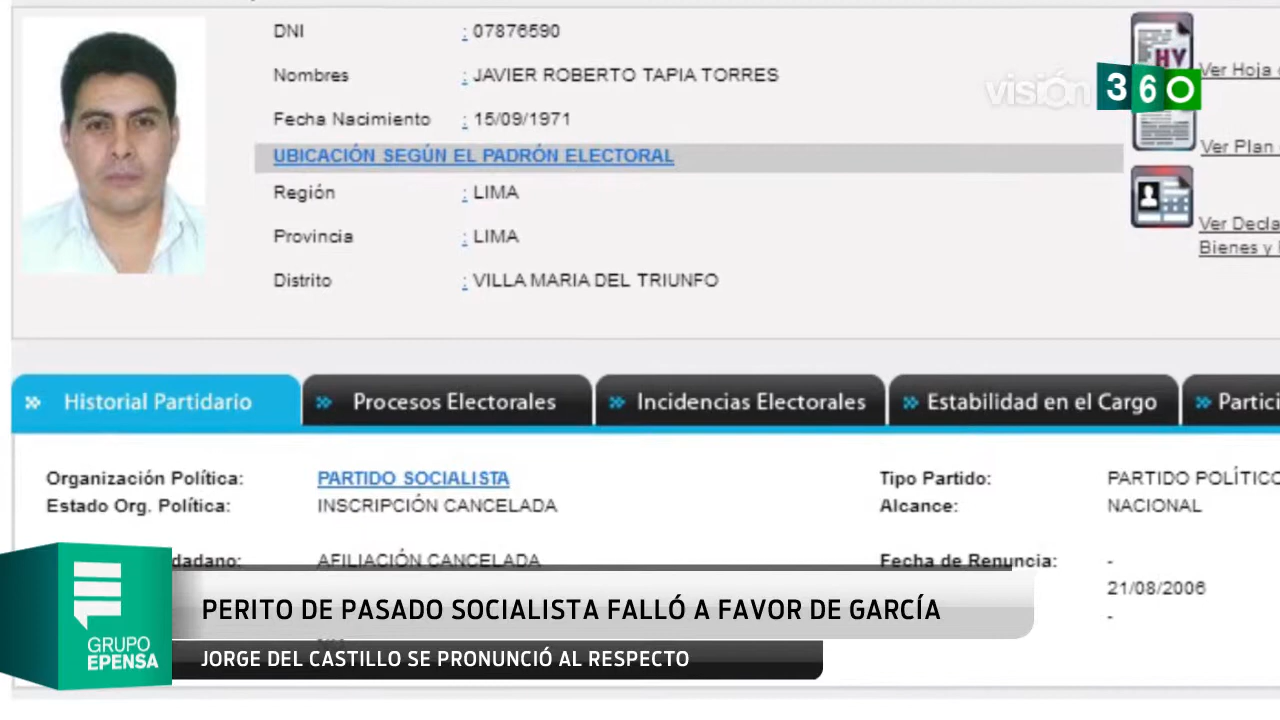 DNI : 07876590
Nombres : JAVIER ROBERTO TAPIA TORRES
Fecha Nacimiento : 15/09/1971
UBICACIÓN SEGÚN EL PADRÓN ELECTORAL
Región : LIMA
Provincia : LIMA
Distrito : VILLA MARIA DEL TRIUNFO
HV
Ver Hoja
visión 360
Ver Plan
Ver Decla
Bienes y
Historial Partidario
Procesos Electorales
Incidencias Electorales
Estabilidad en el Cargo
Partici
Organización Política: PARTIDO SOCIALISTA Tipo Partido: PARTIDO POLÍTICO
Estado Org. Política: INSCRIPCIÓN CANCELADA Alcance: NACIONAL
dadano: AFILIACIÓN CANCELADA Fecha de Renuncia: -
21/08/2006
-
PERITO DE PASADO SOCIALISTA FALLÓ A FAVOR DE GARCÍA
JORGE DEL CASTILLO SE PRONUNCIÓ AL RESPECTO
GRUPO
EPENSA